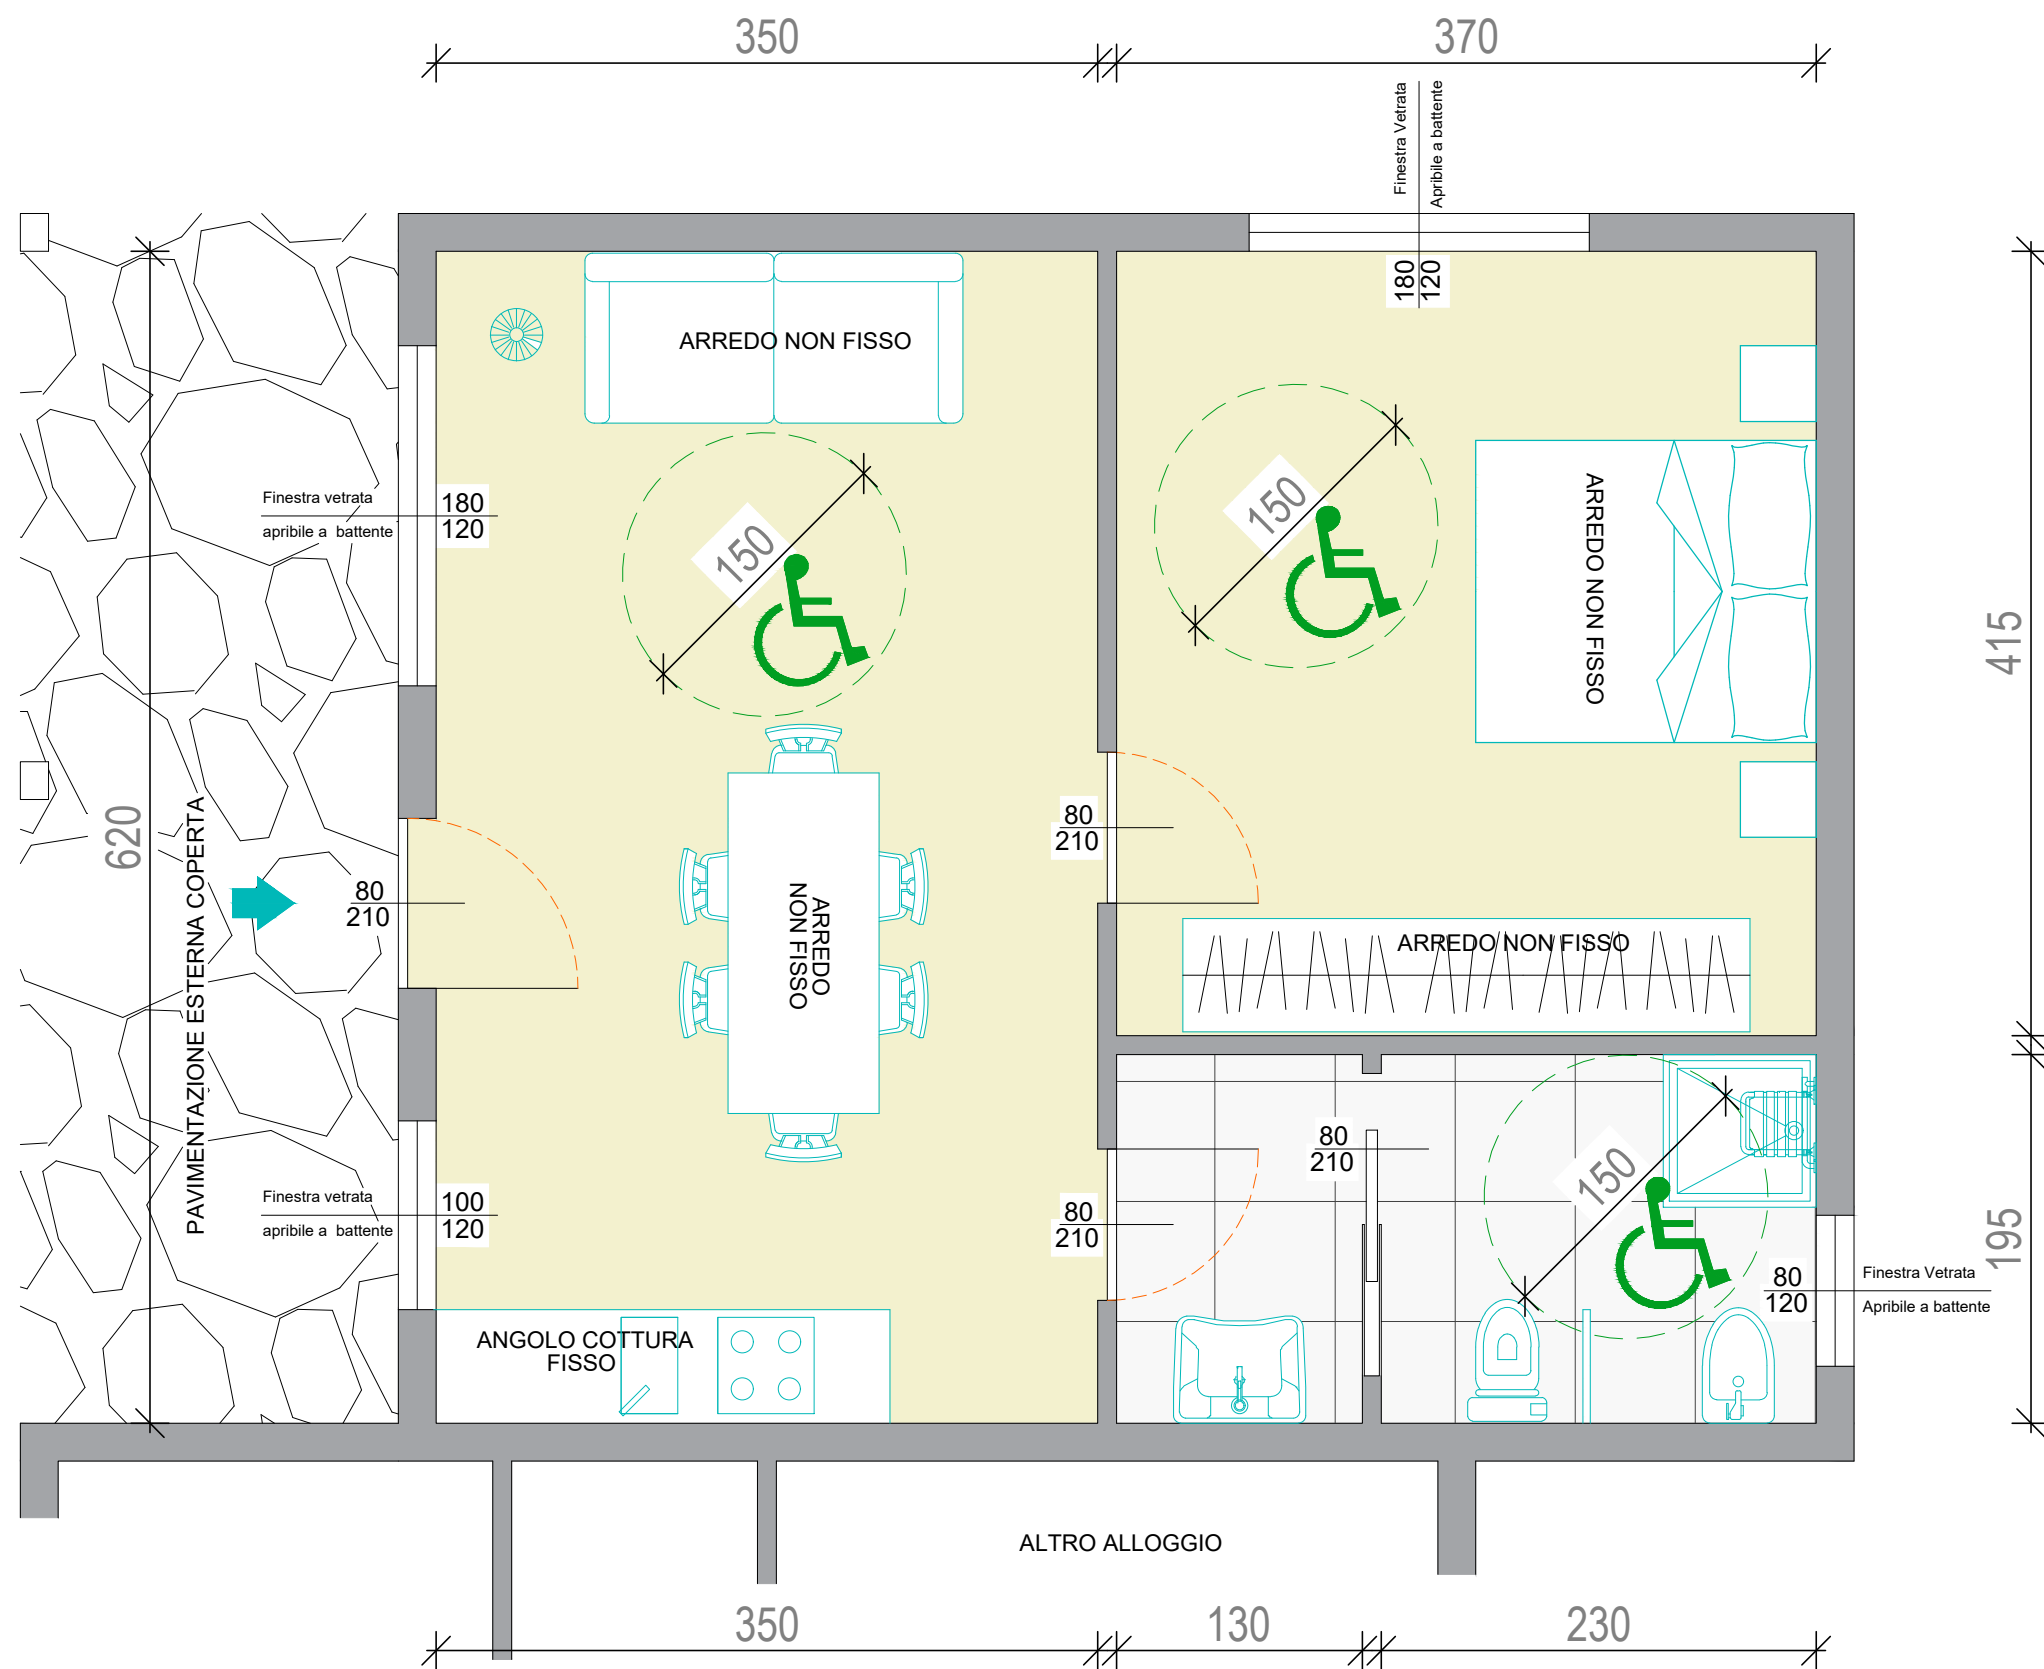 350
370
Finestra Vetrata
Apribile a battente
180
120
ARREDO NON FISSO
150
150
ARREDO NON FISSO
Finestra vetrata
apribile a battente
180
120
415
620
PAVIMENTAZIONE ESTERNA COPERTA
80
210
80
210
ARREDO
NON FISSO
ARREDO NON FISSO
80
210
150
195
Finestra vetrata
apribile a battente
100
120
80
210
80
120
Finestra Vetrata
Apribile a battente
ANGOLO COTTURA
FISSO
ALTRO ALLOGGIO
350
130
230